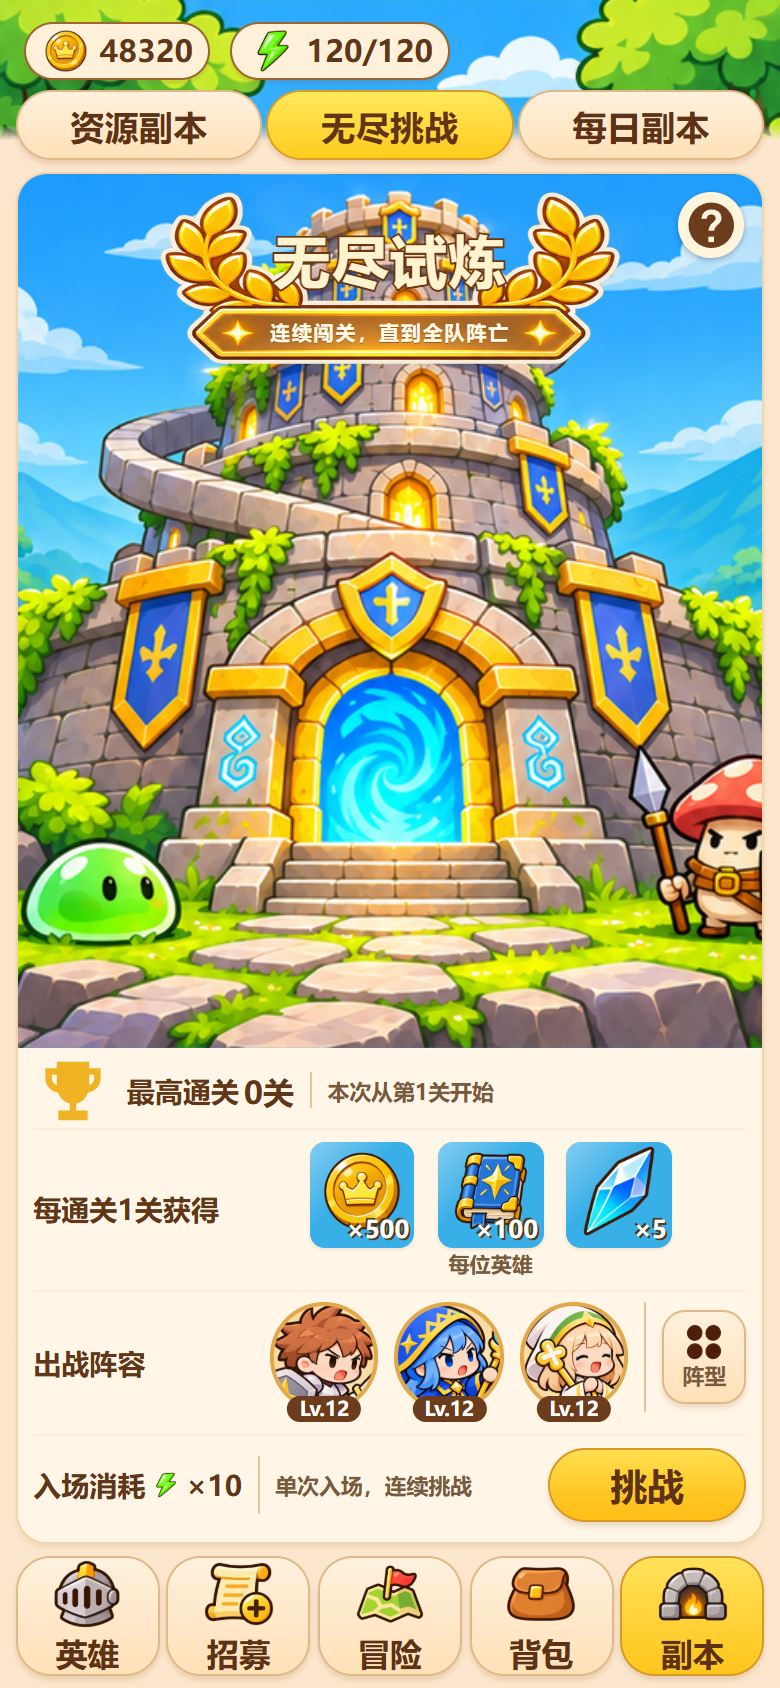 48320 120/120
资源副本 无尽挑战 每日副本
无尽试炼 ?
连续闯关，直到全队阵亡
最高通关0关 本次从第1关开始
每通关1关获得 ×500 ×100 ×5
每位英雄
出战阵容 Lv.12 Lv.12 Lv.12 阵型
入场消耗 ×10 单次入场，连续挑战 挑战
英雄 招募 冒险 背包 副本